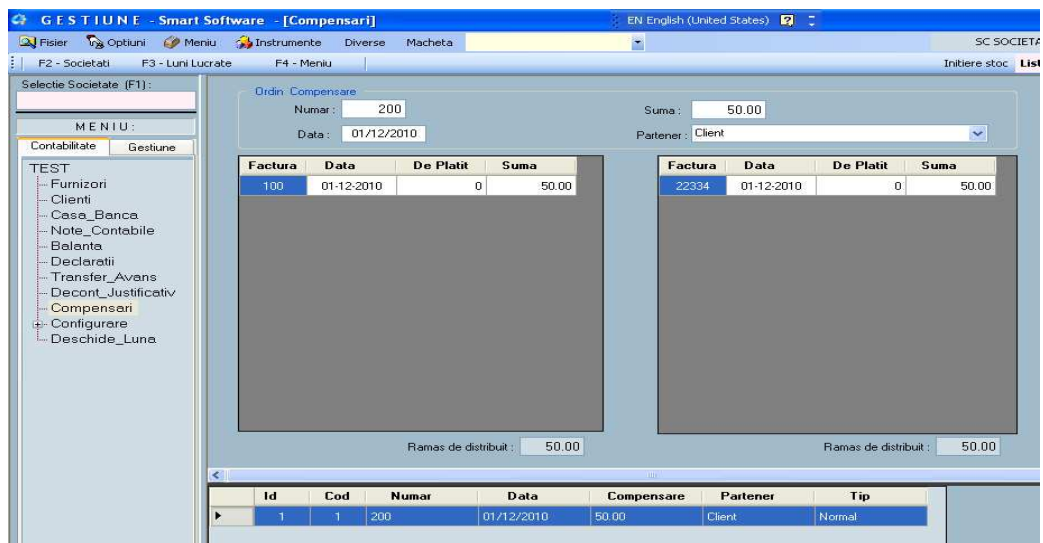 G E S T I U N E - Smart Software - [Compensari]
EN English (United States)
Fisier Optiuni Meniu Instrumente Diverse Macheta
SC SOCIETA
F2 - Societati F3 - Luni Lucrate F4 - Meniu
Initiere stoc List
Selectie Societate (F1) :
M E N I U :
Contabilitate Gestiune
TEST
Furnizori
Clienti
Casa_Banca
Note_Contabile
Balanta
Declaratii
Transfer_Avans
Decont_Justificativ
Compensari
Configurare
Deschide_Luna
Ordin Compensare
Numar : 200
Data : 01/12/2010
Suma : 50.00
Partener : Client
Factura Data De Platit Suma
100 01-12-2010 0 50.00
Ramas de distribuit : 50.00
Factura Data De Platit Suma
22334 01-12-2010 0 50.00
Ramas de distribuit : 50.00
Id Cod Numar Data Compensare Partener Tip
1 1 200 01/12/2010 50.00 Client Normal